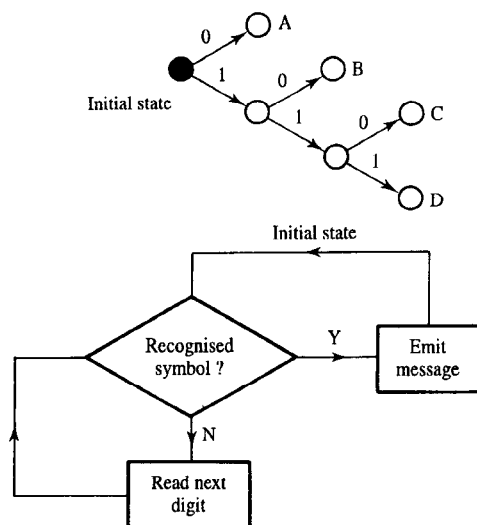 0
A
1
0
B
Initial state
1
0
C
1
D
Initial state
Recognised
symbol ?
Y
Emit
message
N
Read next
digit